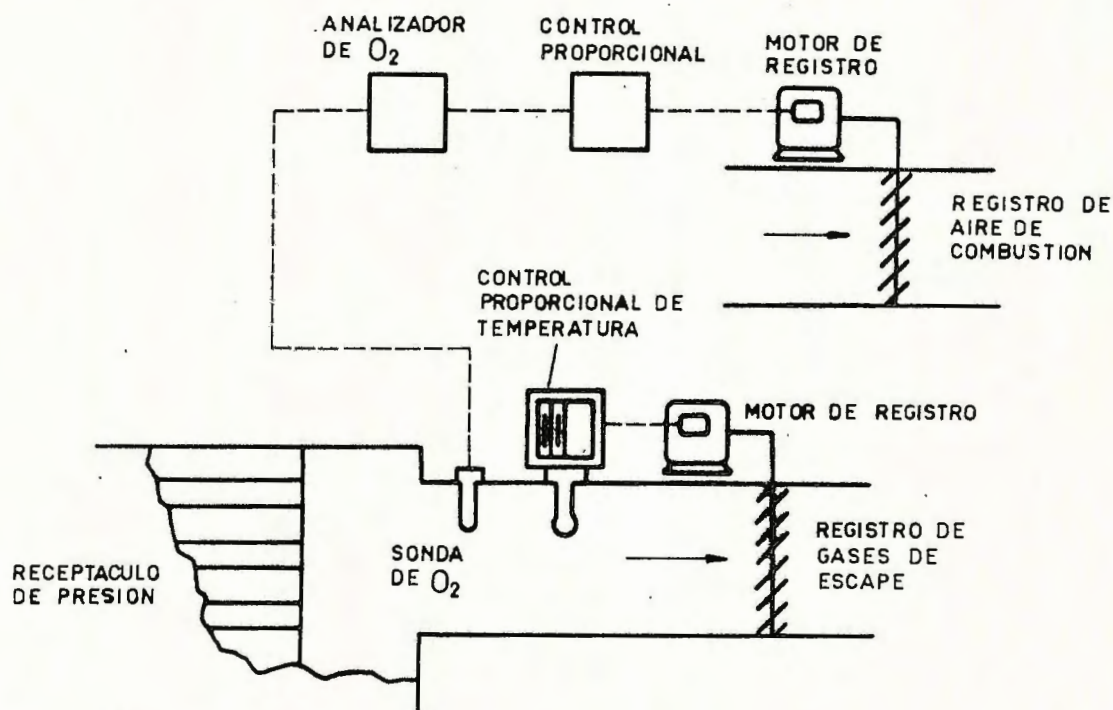 ANALIZADOR
DE O2
CONTROL
PROPORCIONAL
MOTOR DE
REGISTRO
REGISTRO DE
AIRE DE
COMBUSTION
CONTROL
PROPORCIONAL DE
TEMPERATURA
MOTOR DE REGISTRO
RECEPTACULO
DE PRESION
SONDA
DE O2
REGISTRO DE
GASES DE
ESCAPE